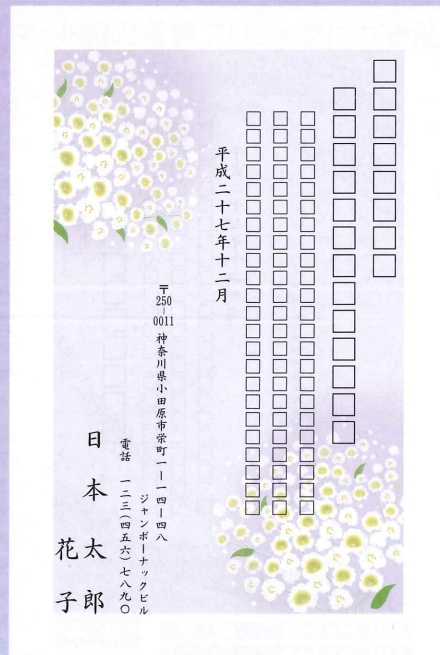 平成二十七年十二月
〒250-0011 神奈川県小田原市栄町一ー一四ー四八
ジャンボーナックビル
電話 一二三(四五六)七八九〇
日本太郎
花子